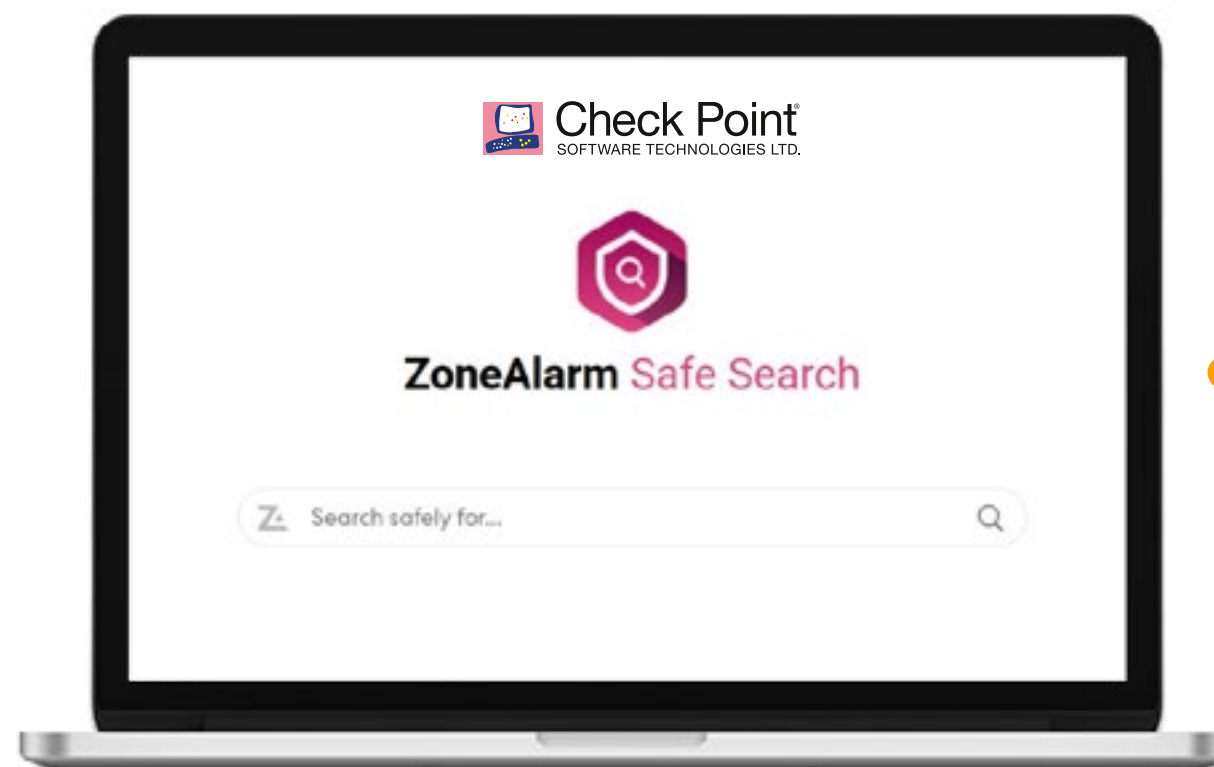 Check Point®
SOFTWARE TECHNOLOGIES LTD.
ZoneAlarm Safe Search
Search safely for...